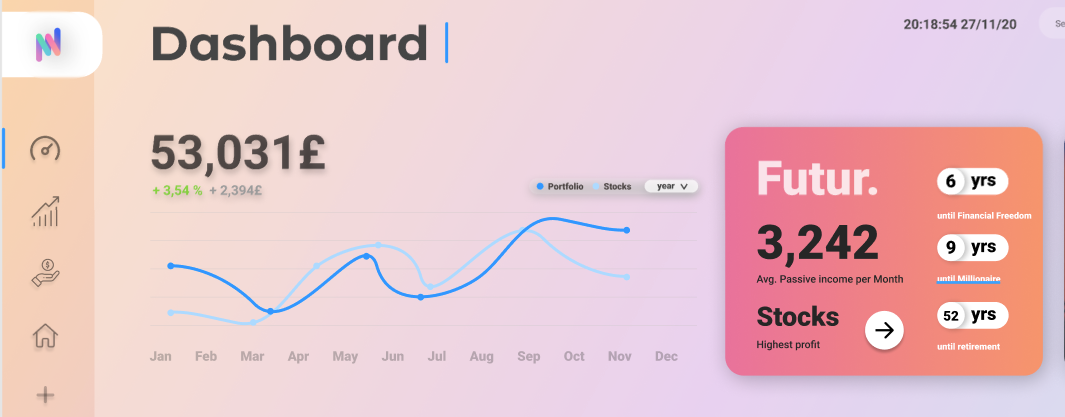 Dashboard
20:18:54 27/11/20
Se
53,031£
+ 3,54 % + 2,394£
Portfolio Stocks year
Jan Feb Mar Apr May Jun Jul Aug Sep Oct Nov Dec
Futur.
6 yrs
until Financial Freedom
3,242
Avg. Passive income per Month
9 yrs
until Millionaire
Stocks
Highest profit
52 yrs
until retirement